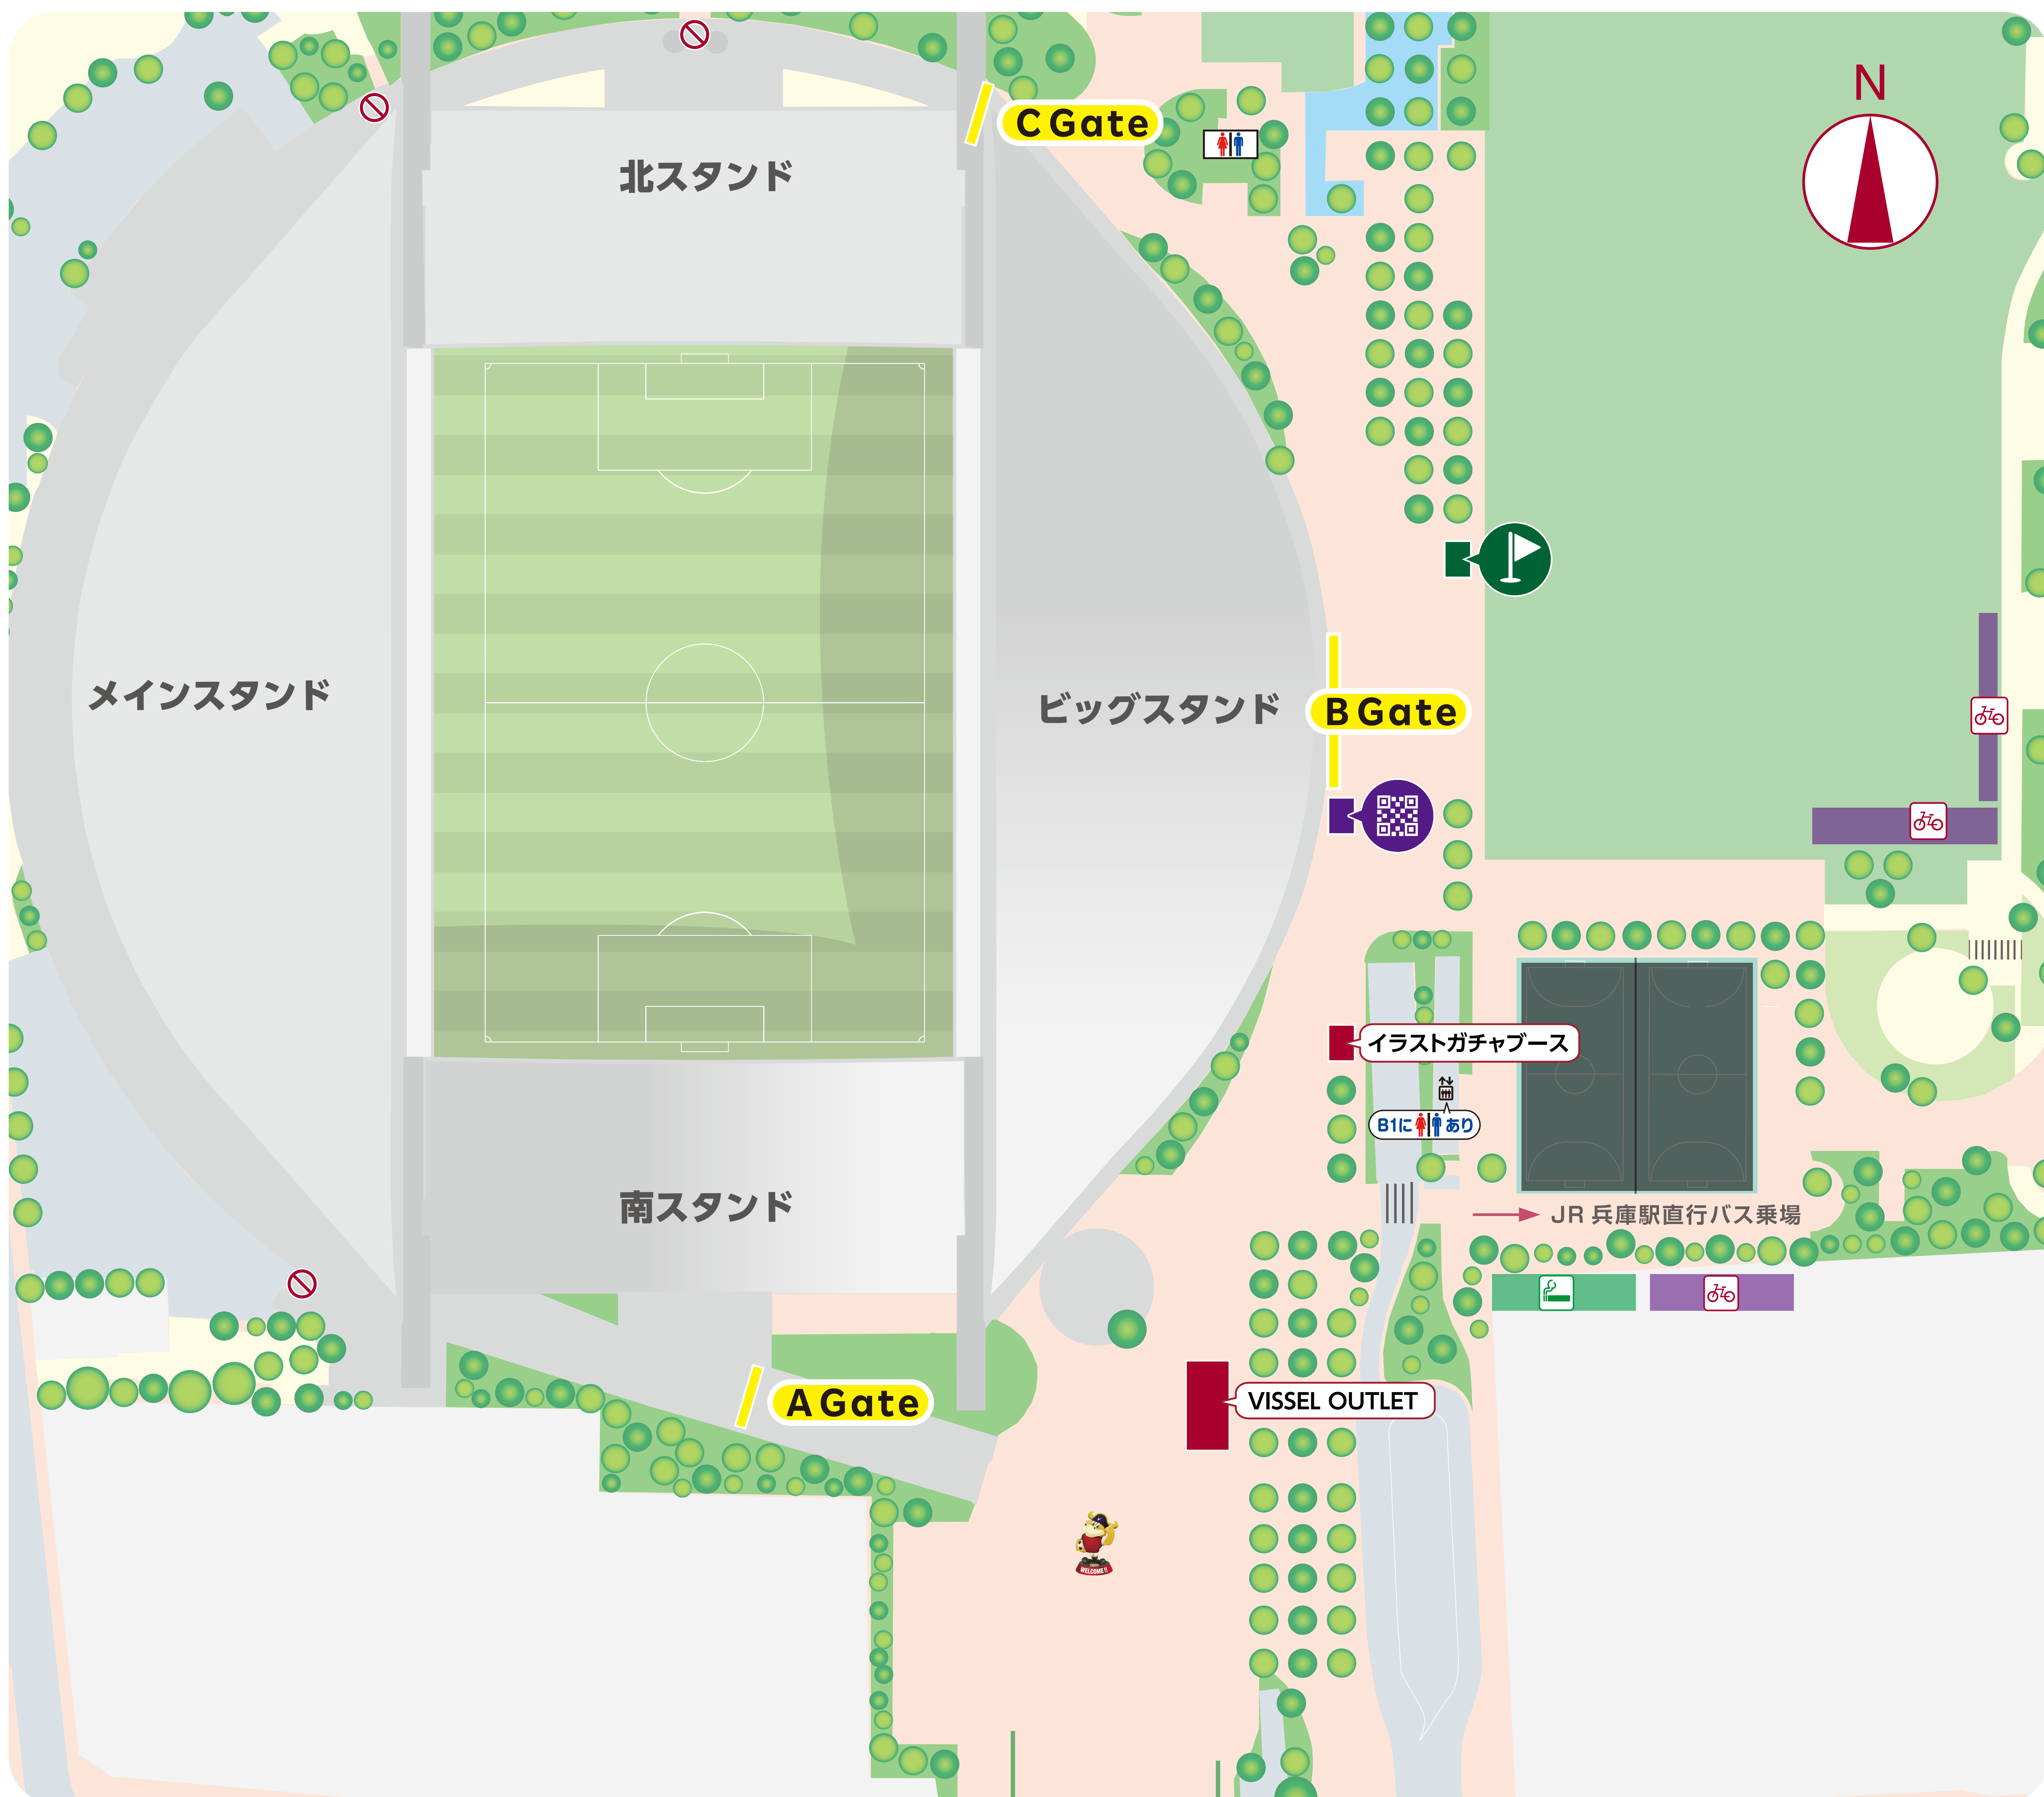 N
C Gate
北スタンド
メインスタンド
ビッグスタンド
B Gate
イラストガチャブース
B1に あり
南スタンド
JR 兵庫駅直行バス乗場
A Gate
VISSEL OUTLET
WELCOME!!